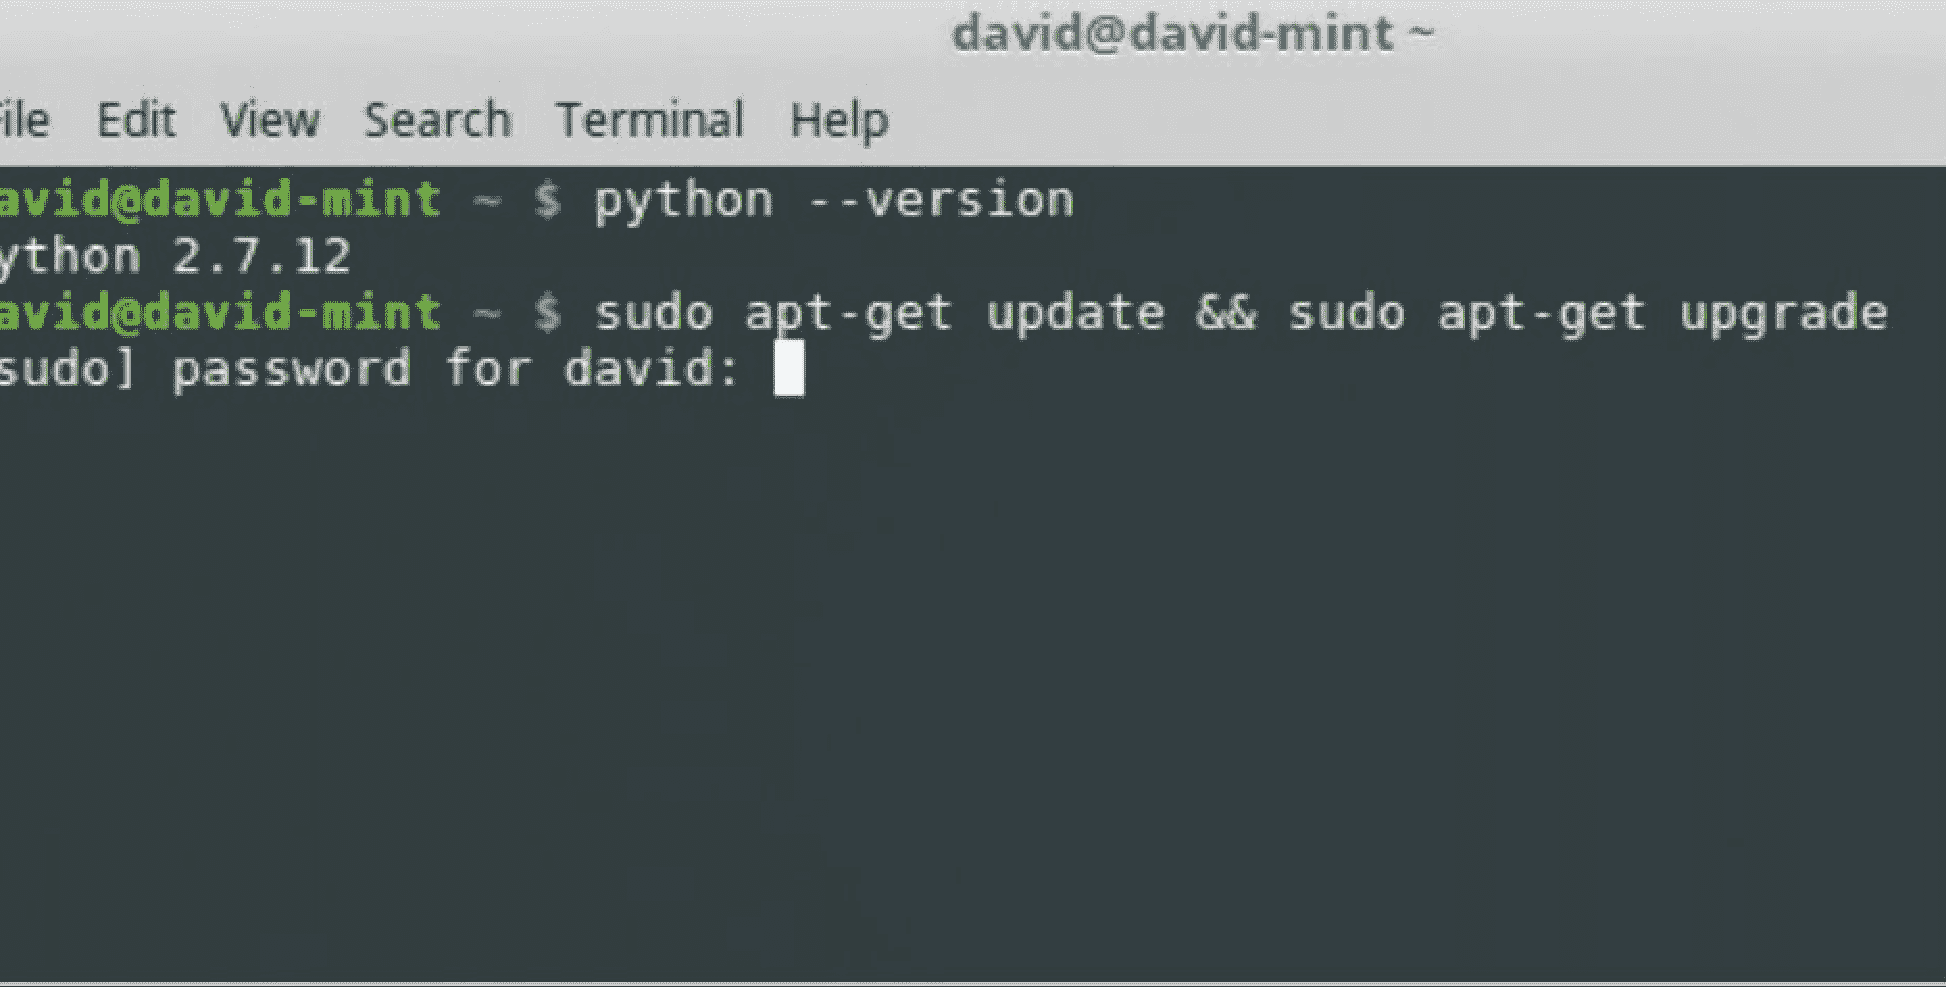 david@david-mint ~
ile Edit View Search Terminal Help
avid@david-mint ~ $ python --version
ython 2.7.12
avid@david-mint ~ $ sudo apt-get update && sudo apt-get upgrade
sudo] password for david: